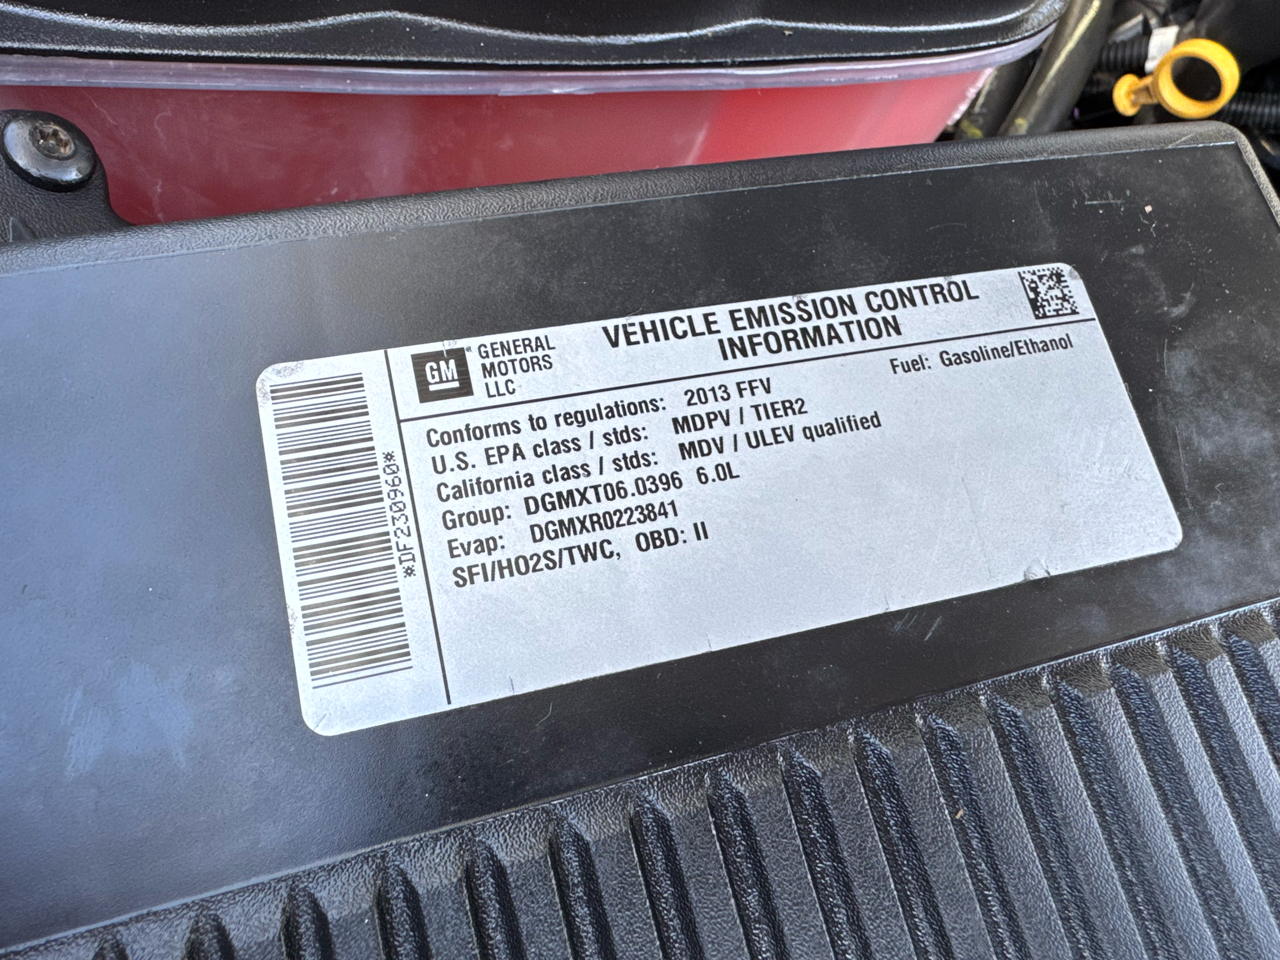 *DF230960*
GM
GENERAL
MOTORS
LLC
VEHICLE EMISSION CONTROL
INFORMATION
Fuel: Gasoline/Ethanol
Conforms to regulations: 2013 FFV
U.S. EPA class / stds: MDPV / TIER2
California class / stds: MDV / ULEV qualified
Group: DGMXT06.0396 6.0L
Evap: DGMXR0223841
SFI/HO2S/TWC, OBD: II